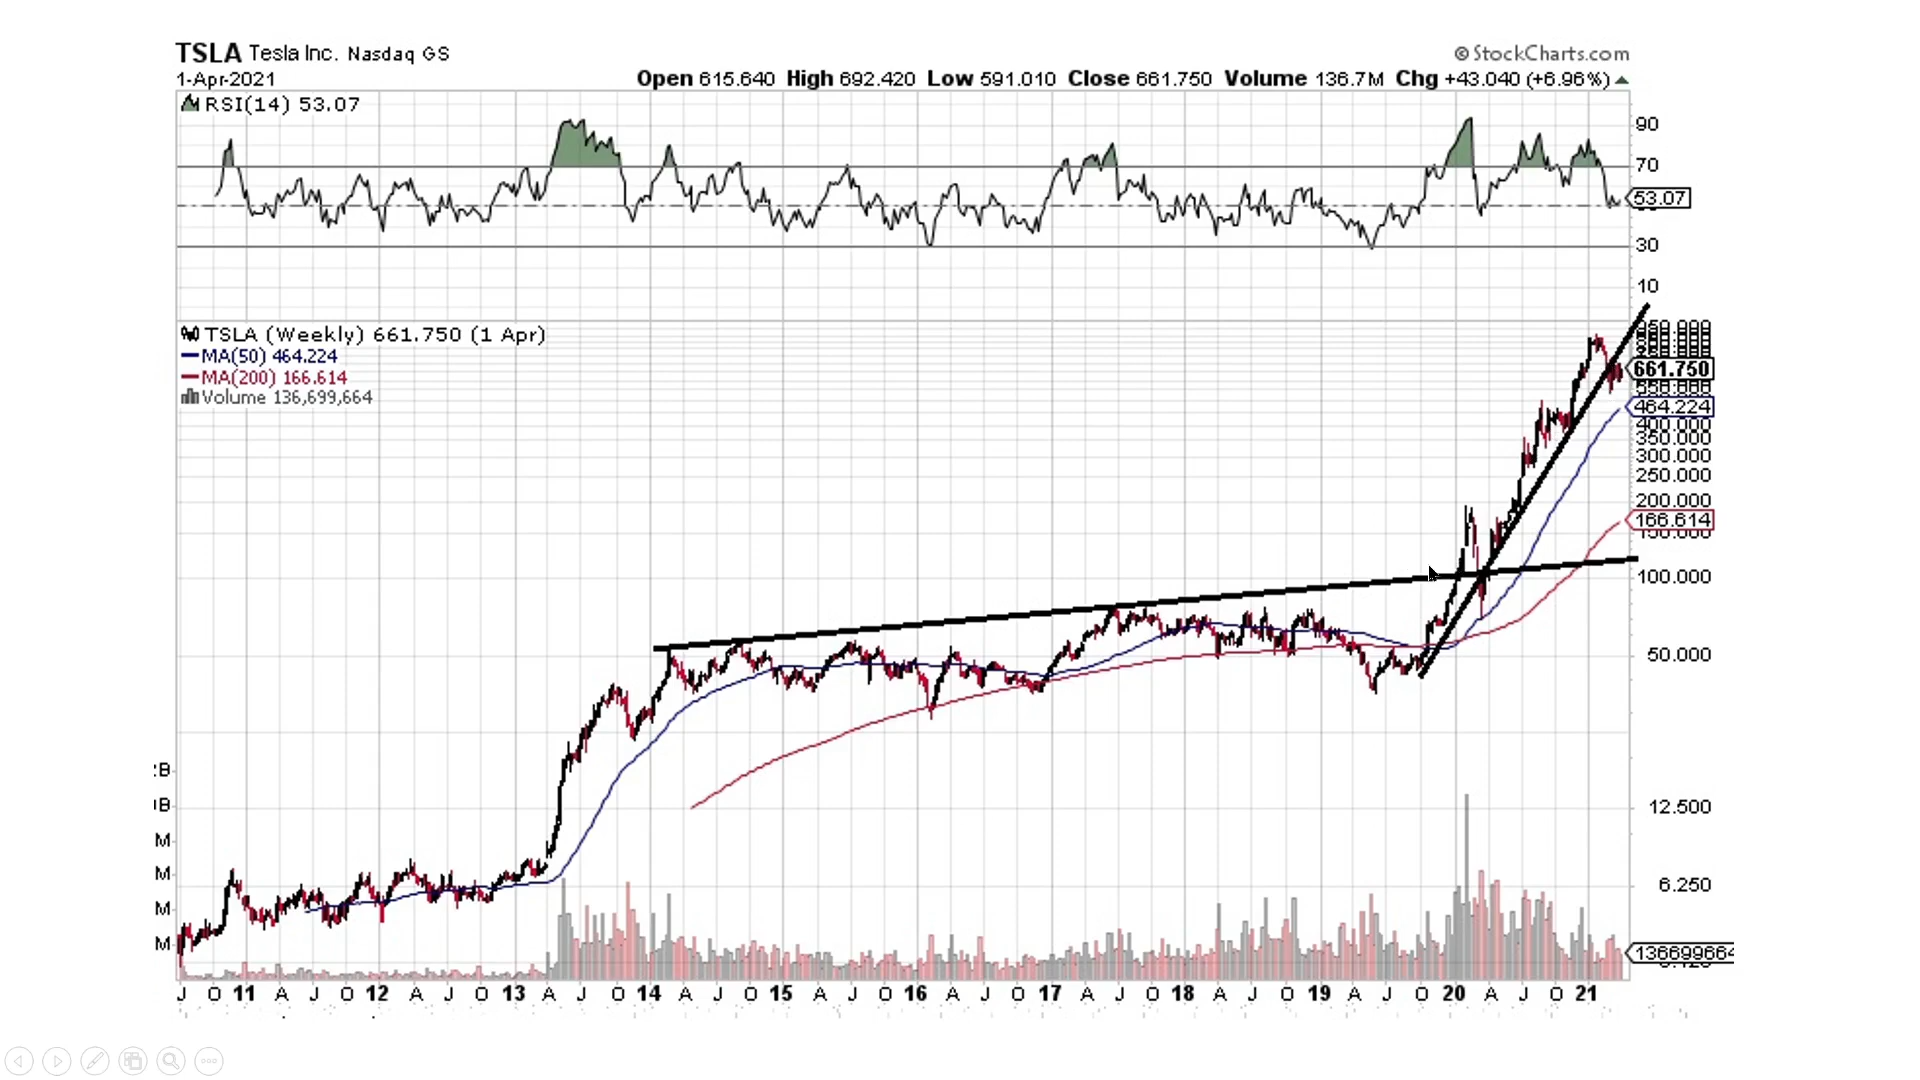 TSLA Tesla Inc. Nasdaq GS
© StockCharts.com
1-Apr-2021
Open 615.640 High 692.420 Low 591.010 Close 661.750 Volume 136.7M Chg +43.040 (+6.96%)
RSI(14) 53.07
90
70
53.07
30
10
TSLA (Weekly) 661.750 (1 Apr)
MA(50) 464.224
MA(200) 166.614
Volume 136,699,664
661.750
464.224
400.000
350.000
300.000
250.000
200.000
166.614
150.000
100.000
50.000
12.500
6.250
136699664
2B
0B
M
M
M
M
J O 11 A J O 12 A J O 13 A J O 14 A J O 15 A J O 16 A J O 17 A J O 18 A J O 19 A J O 20 A J O 21